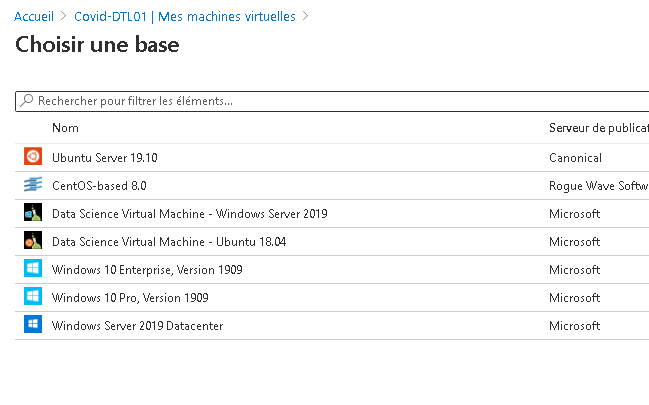 Accueil > Covid-DTL01 | Mes machines virtuelles >
Choisir une base
Rechercher pour filtrer les éléments...
Nom Serveur de publicat
Ubuntu Server 19.10 Canonical
CentOS-based 8.0 Rogue Wave Softw
Data Science Virtual Machine - Windows Server 2019 Microsoft
Data Science Virtual Machine - Ubuntu 18.04 Microsoft
Windows 10 Enterprise, Version 1909 Microsoft
Windows 10 Pro, Version 1909 Microsoft
Windows Server 2019 Datacenter Microsoft